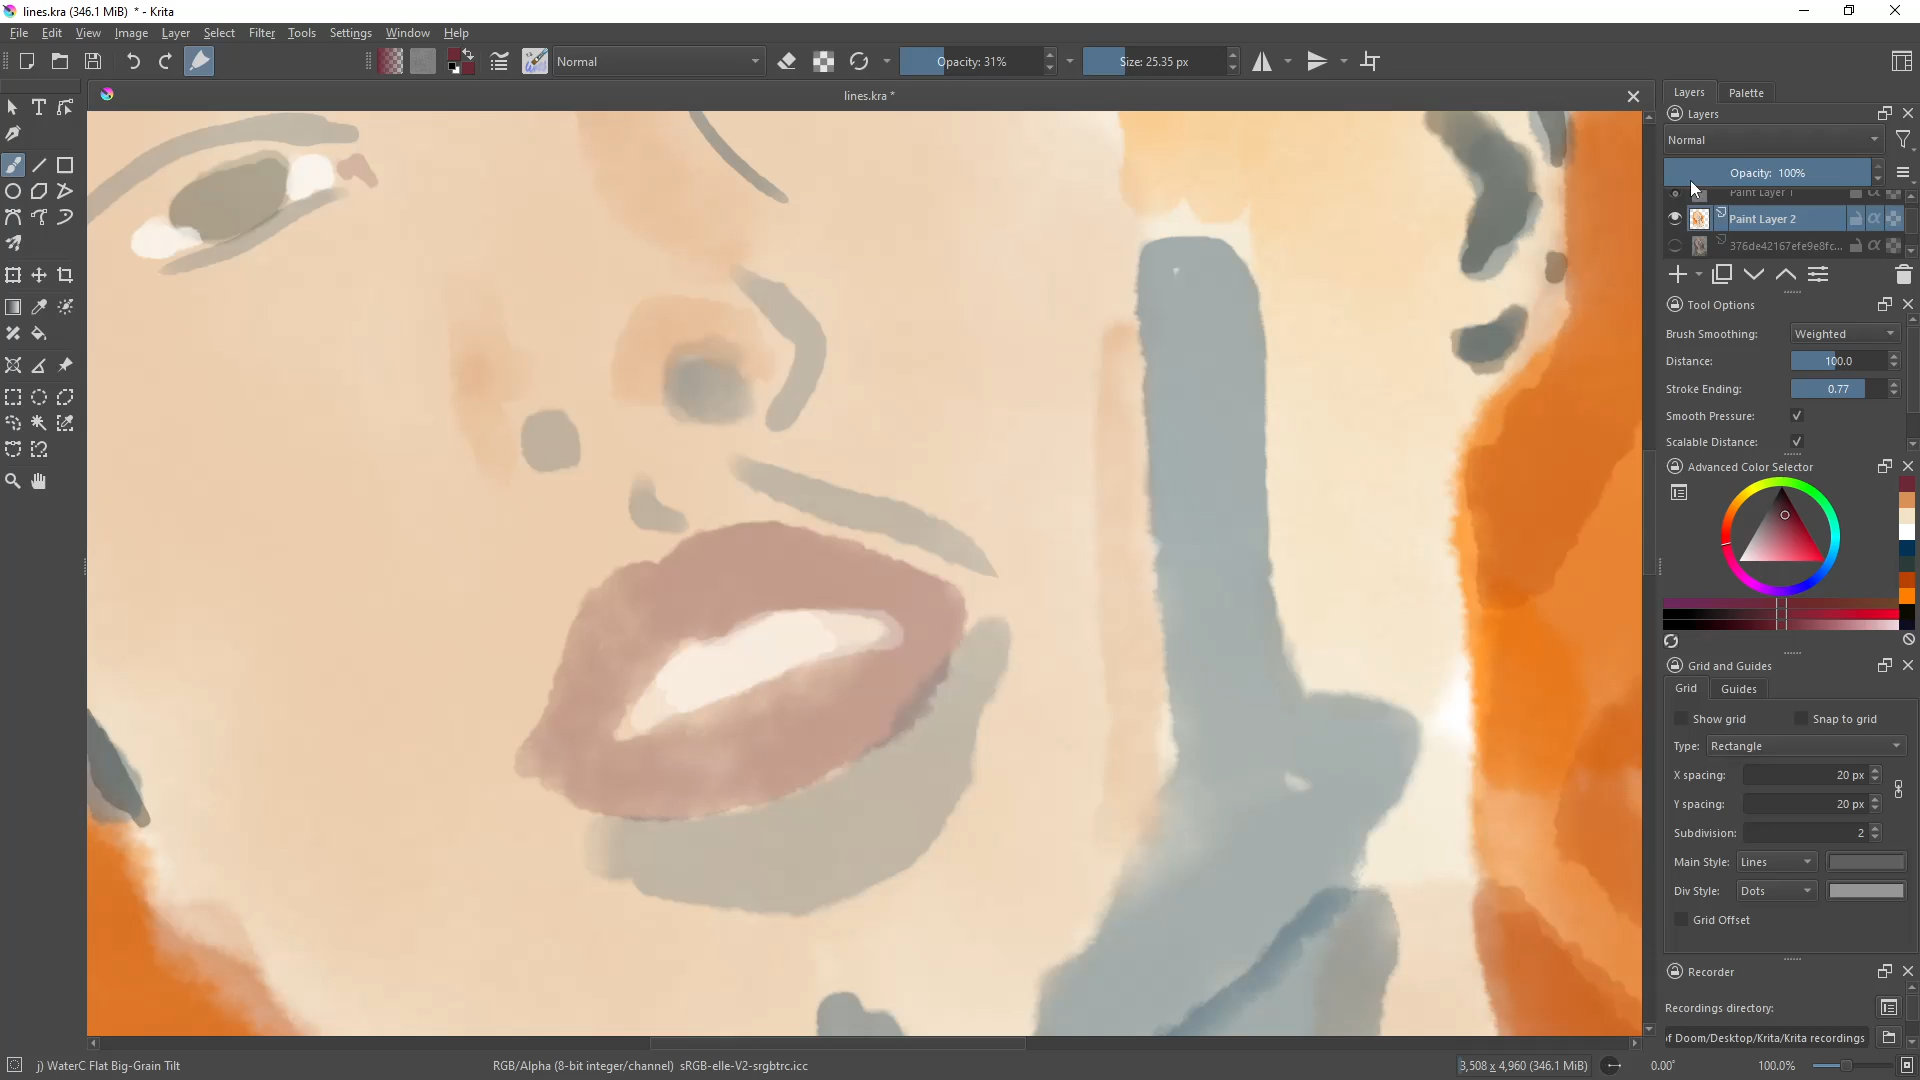 lines.kra (346.1 MiB) * - Krita
File Edit View Image Layer Select Filter Tools Settings Window Help
Normal Opacity: 31% Size: 25.35 px
lines.kra *
Layers Palette
Layers
Normal
Opacity: 100%
Paint Layer 1
Paint Layer 2
376de42167efe9e8fc...
Tool Options
Brush Smoothing: Weighted
Distance: 100.0
Stroke Ending: 0.77
Smooth Pressure:
Scalable Distance:
Advanced Color Selector
Grid and Guides
Grid Guides
Show grid Snap to grid
Type: Rectangle
X spacing: 20 px
Y spacing: 20 px
Subdivision: 2
Main Style: Lines
Div Style: Dots
Grid Offset
Recorder
Recordings directory:
f Doom/Desktop/Krita/Krita recordings
j) WaterC Flat Big-Grain Tilt RGB/Alpha (8-bit integer/channel) sRGB-elle-V2-srgbtrc.icc 3,508 x 4,960 (346.1 MiB) 0.00° 100.0%